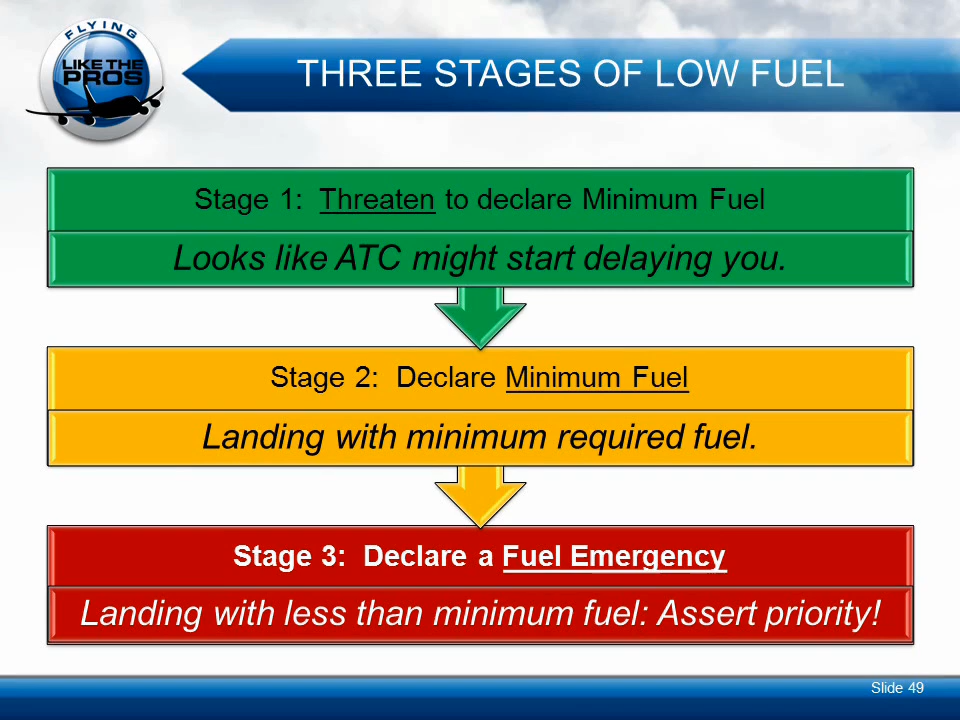 FLYING
LIKE THE
PROS
THREE STAGES OF LOW FUEL
Stage 1: Threaten to declare Minimum Fuel
Looks like ATC might start delaying you.
Stage 2: Declare Minimum Fuel
Landing with minimum required fuel.
Stage 3: Declare a Fuel Emergency
Landing with less than minimum fuel: Assert priority!
Slide 49